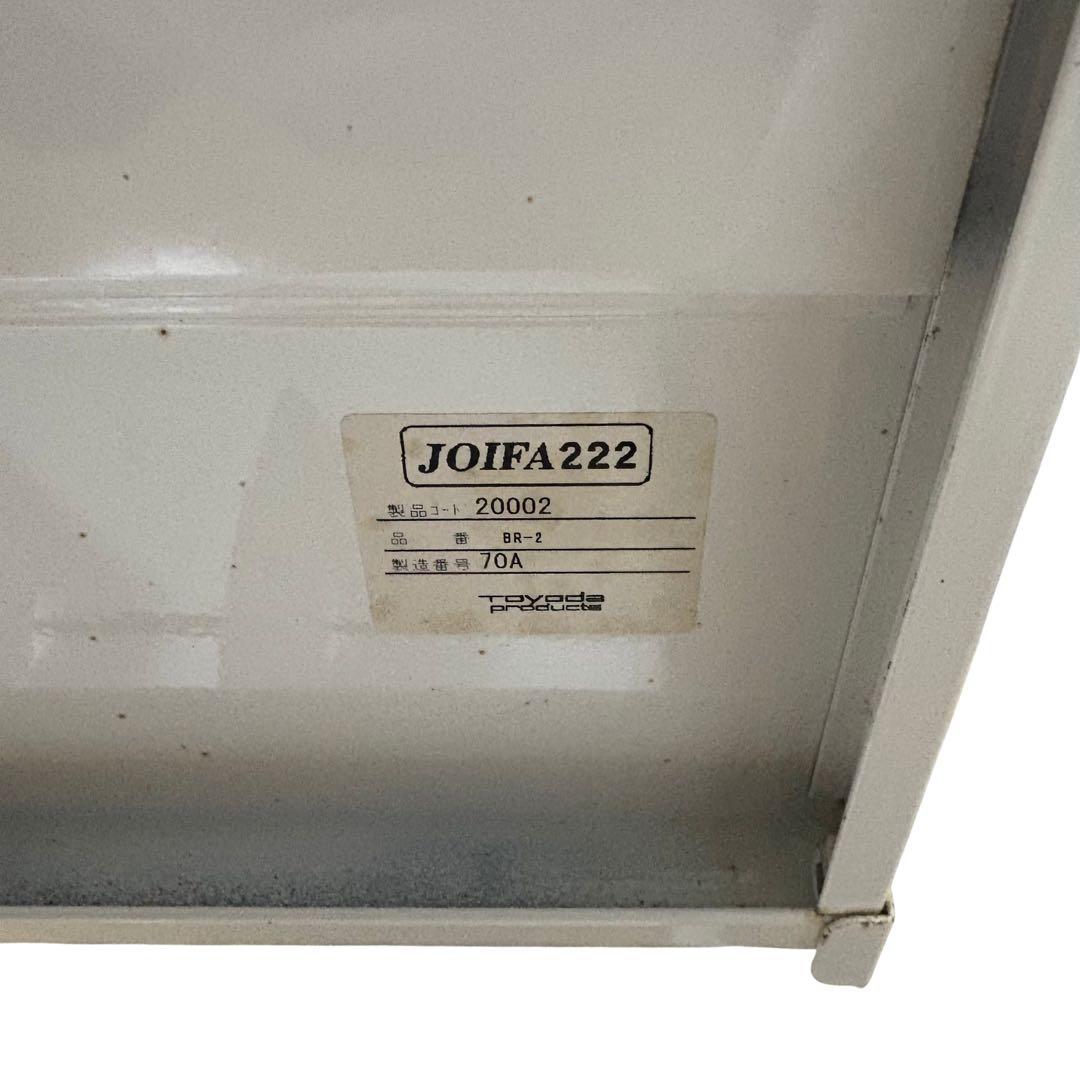 JOIFA222
製品コード 20002
品番 BR-2
製造番号 70A
Toyoda
products